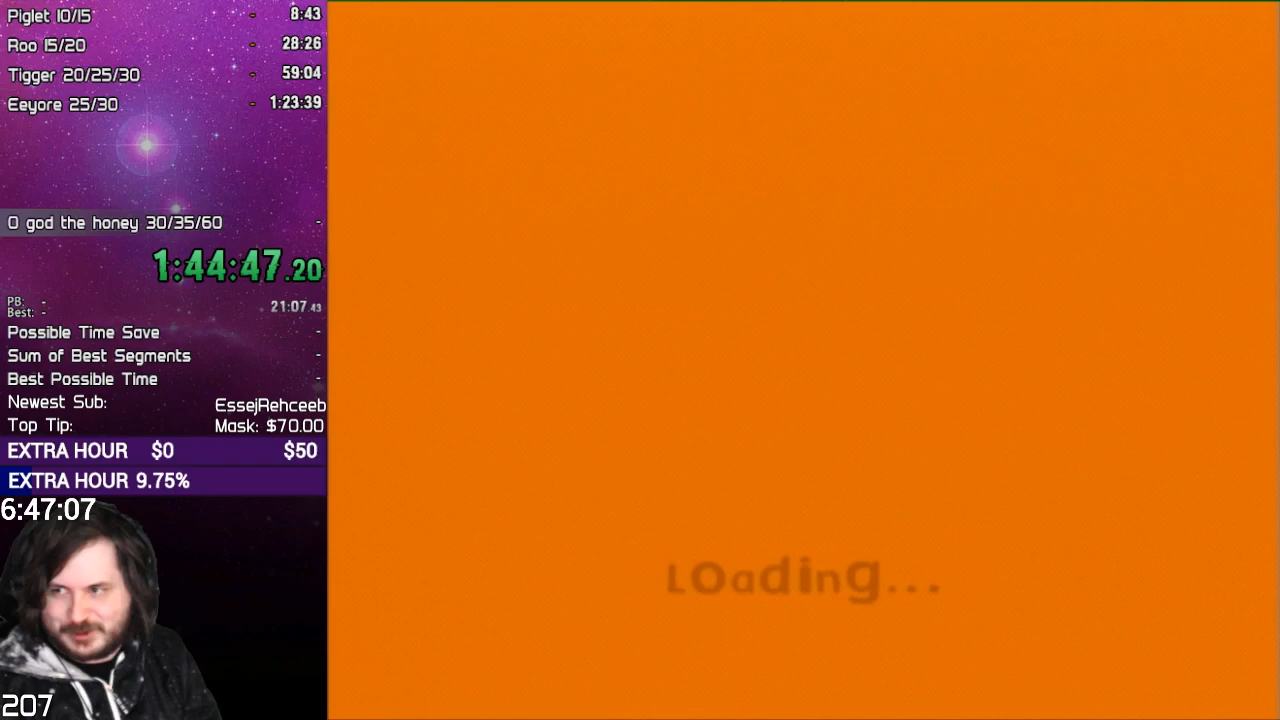 Piglet 10/15 - 8:43
Roo 15/20 - 28:26
Tigger 20/25/30 - 59:04
Eeyore 25/30 - 1:23:39
O god the honey 30/35/60 -
1:44:47.20
PB: -
Best: - 21:07.43
Possible Time Save -
Sum of Best Segments -
Best Possible Time -
Newest Sub: EssejRehceeb
Top Tip: Mask: $70.00
EXTRA HOUR $0 $50
EXTRA HOUR 9.75%
6:47:07
207
Loading...